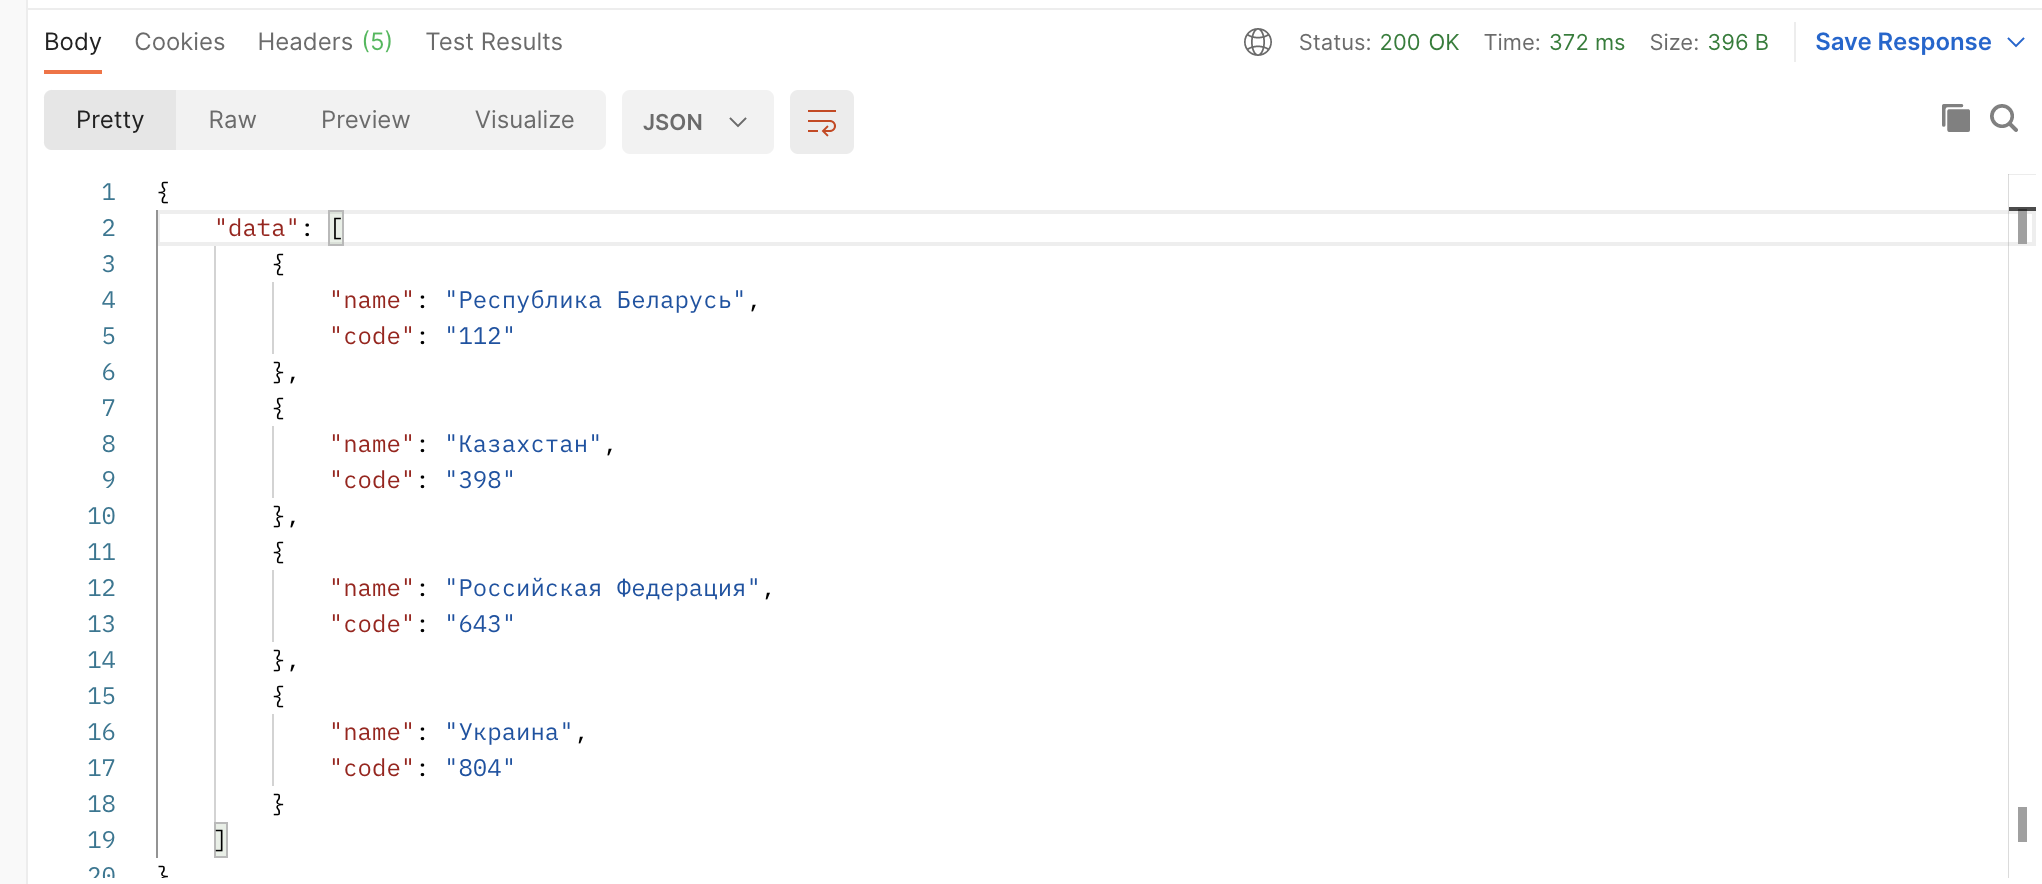 Body Cookies Headers (5) Test Results Status: 200 OK Time: 372 ms Size: 396 B Save Response
Pretty Raw Preview Visualize JSON
1 {
2 "data": [
3 {
4 "name": "Республика Беларусь",
5 "code": "112"
6 },
7 {
8 "name": "Казахстан",
9 "code": "398"
10 },
11 {
12 "name": "Российская Федерация",
13 "code": "643"
14 },
15 {
16 "name": "Украина",
17 "code": "804"
18 }
19 ]
20 }